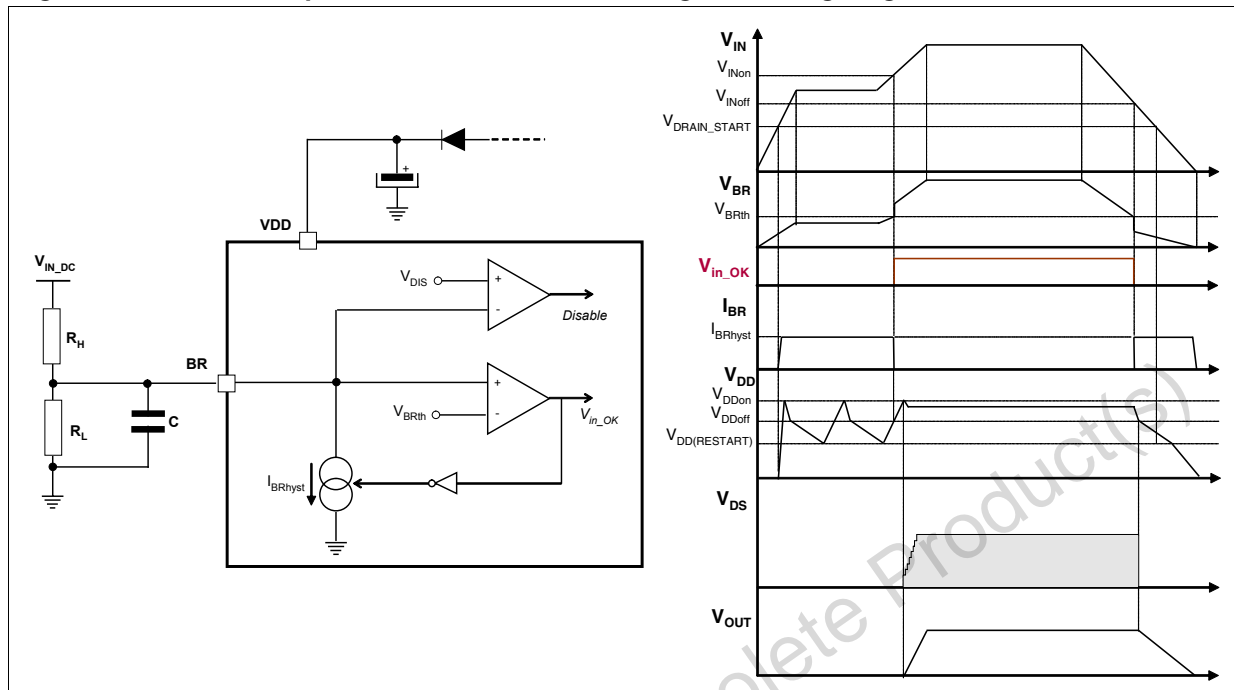 VDD
V_IN_DC
R_H
R_L
C
BR
V_DIS
+
-
Disable
V_BRth
+
-
V_in_OK
I_BRhyst
+
V_IN
V_INon
V_INoff
V_DRAIN_START
V_BR
V_BRth
V_in_OK
I_BR
I_BRhyst
V_DD
V_DDon
V_DDoff
V_DD(RESTART)
V_DS
V_OUT
olete Product(s)